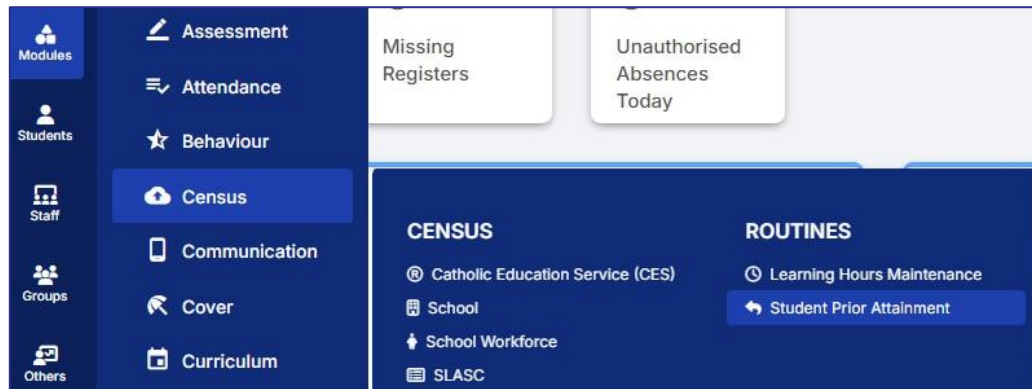 Modules
Students
Staff
Groups
Others
Assessment
Attendance
Behaviour
Census
Communication
Cover
Curriculum
Missing
Registers
Unauthorised
Absences
Today
CENSUS
® Catholic Education Service (CES)
School
School Workforce
SLASC
ROUTINES
Learning Hours Maintenance
Student Prior Attainment